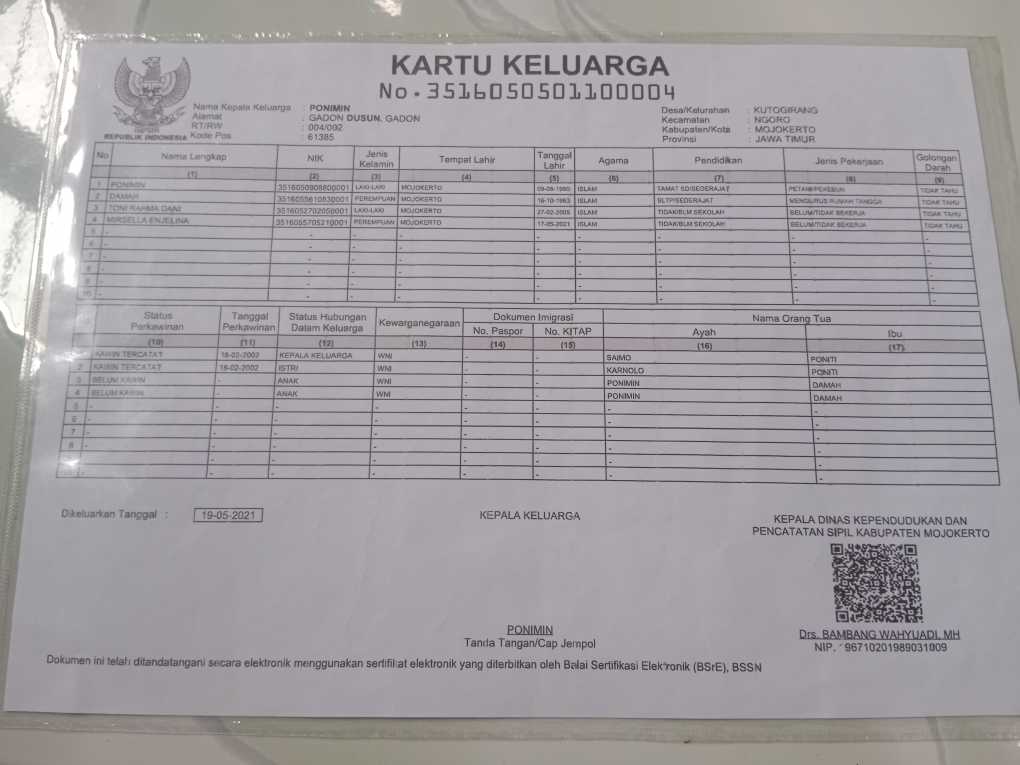 KARTU KELUARGA
No. 3516050501100004
REPUBLIK INDONESIA
Nama Kepala Keluarga : PONIMIN
Alamat : GADON DUSUN. GADON
RT/RW : 004/002
Kode Pos : 61385
Desa/Kelurahan : KUTOGIRANG
Kecamatan : NGORO
Kabupaten/Kota : MOJOKERTO
Provinsi : JAWA TIMUR
No Nama Lengkap NIK Jenis Kelamin Tempat Lahir Tanggal Lahir Agama Pendidikan Jenis Pekerjaan Golongan Darah
(1) (2) (3) (4) (5) (6) (7) (8) (9)
1 PONIMIN 3516050908800001 LAKI-LAKI MOJOKERTO ISLAM TAMAT SD/SEDERAJAT PETANI/PEKEBUN TIDAK TAHU
2 DAMAH PEREMPUAN MOJOKERTO ISLAM SLTP/SEDERAJAT MENGURUS RUMAH TANGGA TIDAK TAHU
3 TONI RAHMA DANI 3516052702050001 LAKI-LAKI MOJOKERTO 27-02-2005 ISLAM TIDAK/BLM SEKOLAH BELUM/TIDAK BEKERJA TIDAK TAHU
4 MIRSELLA ENJELINA 3516055705210001 PEREMPUAN MOJOKERTO 17-05-2021 ISLAM TIDAK/BLM SEKOLAH BELUM/TIDAK BEKERJA TIDAK TAHU
5 - - - - - - - - -
6 - - - - - - - - -
7 - - - - - - - - -
8 - - - - - - - - -
9 - - - - - - - - -
10 - - - - - - - - -
Status Perkawinan Tanggal Perkawinan Status Hubungan Dalam Keluarga Kewarganegaraan Dokumen Imigrasi Nama Orang Tua
No. Paspor No. KITAP Ayah Ibu
(10) (11) (12) (13) (14) (15) (16) (17)
KAWIN TERCATAT 18-02-2002 KEPALA KELUARGA WNI - - SAIMO PONITI
2 KAWIN TERCATAT 18-02-2002 ISTRI WNI - - KARNOLO PONITI
3 BELUM KAWIN - ANAK WNI - - PONIMIN DAMAH
4 BELUM KAWIN - ANAK WNI - - PONIMIN DAMAH
5 - - - - - - - -
6 - - - - - - - -
7 - - - - - - - -
8 - - - - - - - -
- - - - - - - -
- - - - - - - -
Dikeluarkan Tanggal : 19-05-2021
KEPALA KELUARGA
PONIMIN
Tanda Tangan/Cap Jempol
KEPALA DINAS KEPENDUDUKAN DAN
PENCATATAN SIPIL KABUPATEN MOJOKERTO
Drs. BAMBANG WAHYUADI, MH
NIP. 96710201989031009
Dokumen ini telah ditandatangani secara elektronik menggunakan sertifikat elektronik yang diterbitkan oleh Balai Sertifikasi Elektronik (BSrE), BSSN